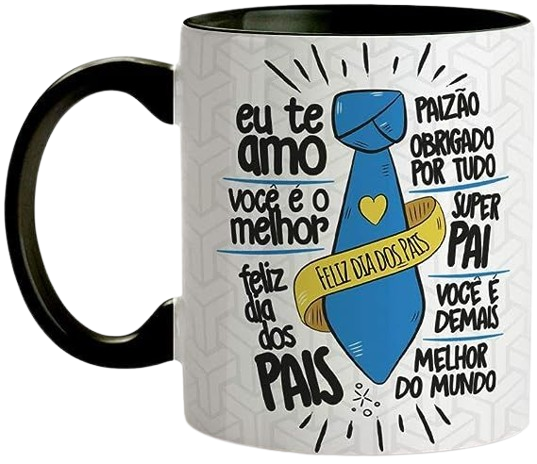 eu te
amo
você é o
melhor
feliz
dia
dos
PAIS
FELIZ DIA DOS PAIS
PAIZÃO
OBRIGADO
POR TUDO
SUPER
PAI
VOCÊ É
DEMAIS
MELHOR
DO MUNDO